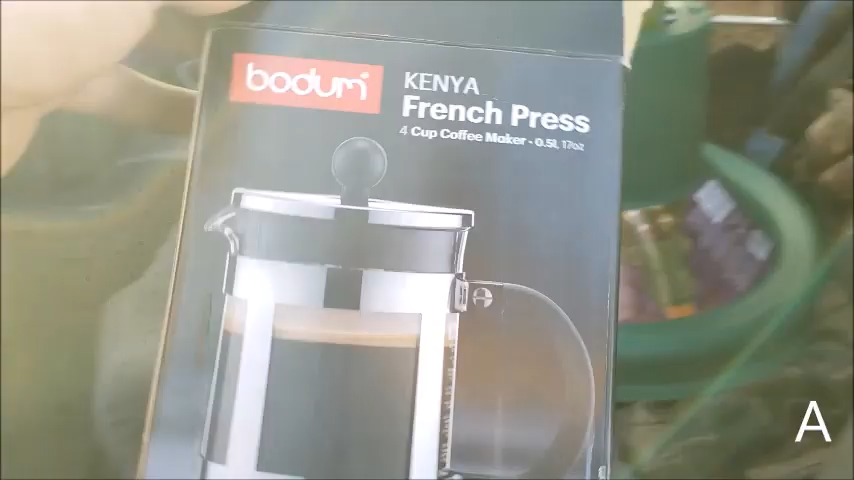 bodum
KENYA
French Press
4 Cup Coffee Maker - 0.5l, 17oz
A